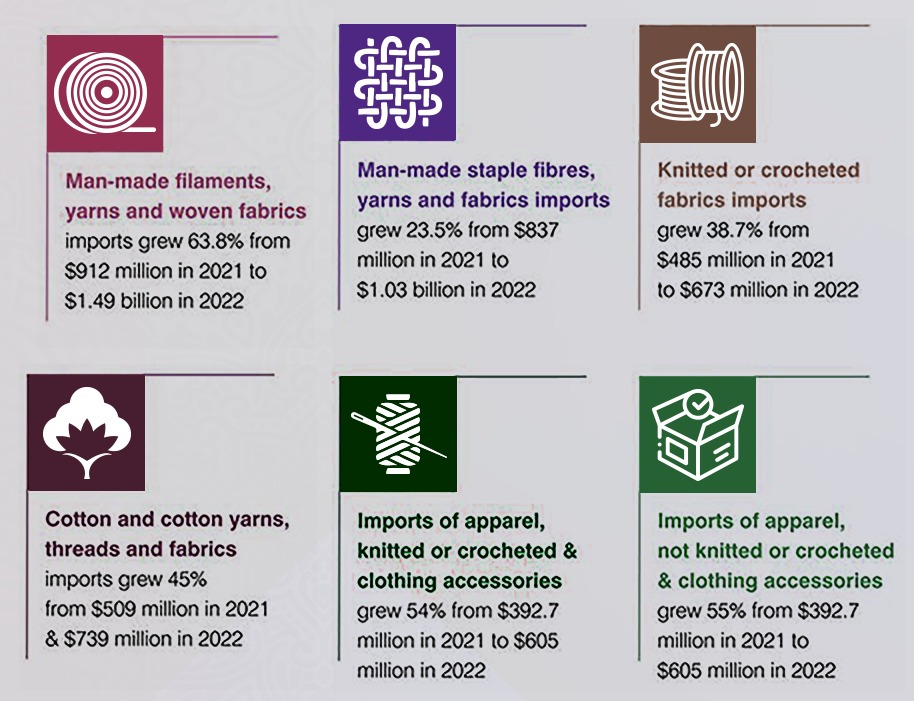 Man-made filaments,
yarns and woven fabrics
imports grew 63.8% from
$912 million in 2021 to
$1.49 billion in 2022
Man-made staple fibres,
yarns and fabrics imports
grew 23.5% from $837
million in 2021 to
$1.03 billion in 2022
Knitted or crocheted
fabrics imports
grew 38.7% from
$485 million in 2021
to $673 million in 2022
Cotton and cotton yarns,
threads and fabrics
imports grew 45%
from $509 million in 2021
& $739 million in 2022
Imports of apparel,
knitted or crocheted &
clothing accessories
grew 54% from $392.7
million in 2021 to $605
million in 2022
Imports of apparel,
not knitted or crocheted
& clothing accessories
grew 55% from $392.7
million in 2021 to
$605 million in 2022